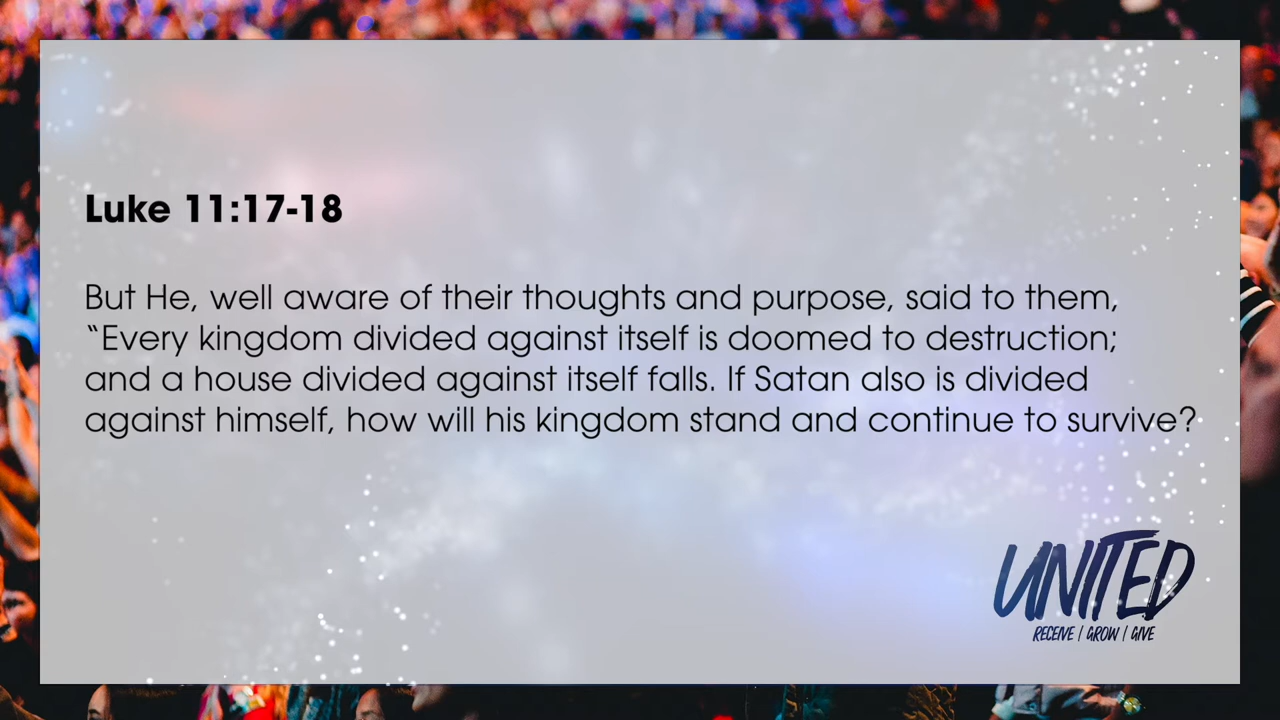 Luke 11:17-18
But He, well aware of their thoughts and purpose, said to them,
“Every kingdom divided against itself is doomed to destruction;
and a house divided against itself falls. If Satan also is divided
against himself, how will his kingdom stand and continue to survive?
UNITED
RECEIVE / GROW / GIVE